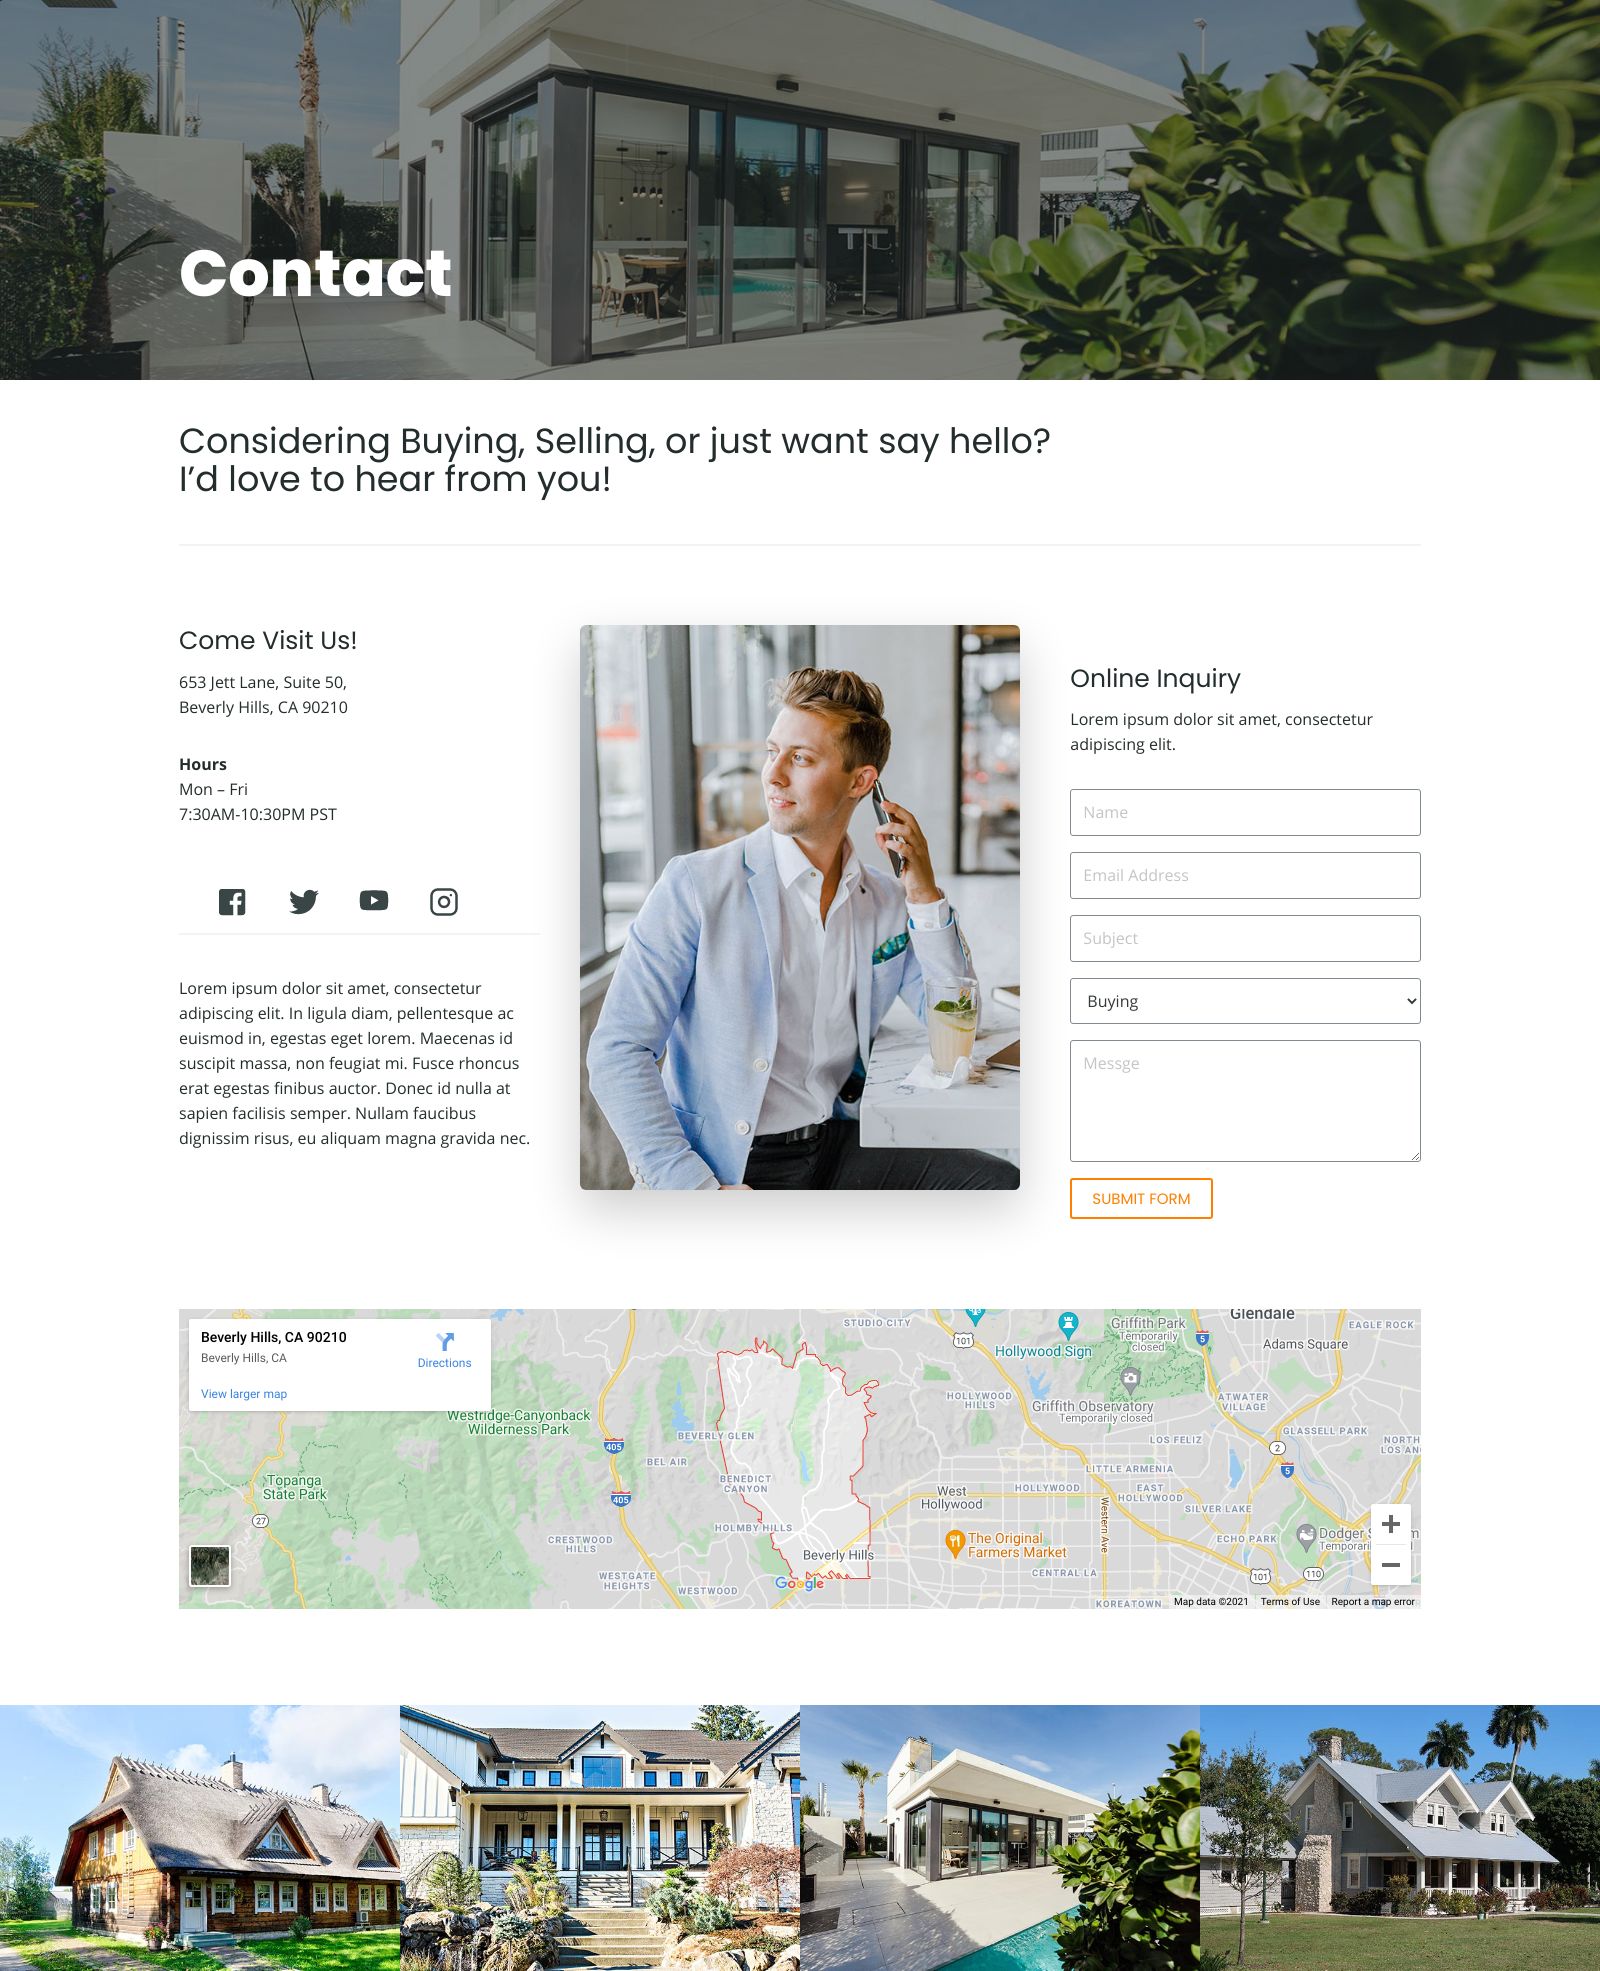 Contact
Considering Buying, Selling, or just want say hello?
I’d love to hear from you!
Come Visit Us!
653 Jett Lane, Suite 50,
Beverly Hills, CA 90210
Hours
Mon – Fri
7:30AM-10:30PM PST
Lorem ipsum dolor sit amet, consectetur
adipiscing elit. In ligula diam, pellentesque ac
euismod in, egestas eget lorem. Maecenas id
suscipit massa, non feugiat mi. Fusce rhoncus
erat egestas finibus auctor. Donec id nulla at
sapien facilisis semper. Nullam faucibus
dignissim risus, eu aliquam magna gravida nec.
Online Inquiry
Lorem ipsum dolor sit amet, consectetur
adipiscing elit.
Name
Email Address
Subject
Buying
Messge
SUBMIT FORM
Beverly Hills, CA 90210
Beverly Hills, CA
Directions
View larger map
STUDIO CITY
101
Hollywood Sign
Griffith Park
Temporarily
closed
5
Glendale
Adams Square
EAGLE ROCK
Westridge-Canyonback
Wilderness Park
405
BEVERLY GLEN
BEL AIR
BENEDICT
CANYON
HOLLYWOOD
HILLS
Griffith Observatory
Temporarily closed
ATWATER
VILLAGE
LOS FELIZ
GLASSELL PARK
2
5
NORTH
Topanga
State Park
27
405
HOLMBY HILLS
CRESTWOOD
HILLS
West
Hollywood
HOLLYWOOD
LITTLE ARMENIA
EAST
HOLLYWOOD
Western Ave
SILVER LAKE
ECHO PARK
Dodger
The Original
Farmers Market
Beverly Hills
WESTGATE
HEIGHTS
WESTWOOD
Google
CENTRAL LA
KOREATOWN
101
110
Map data ©2021
Terms of Use
Report a map error